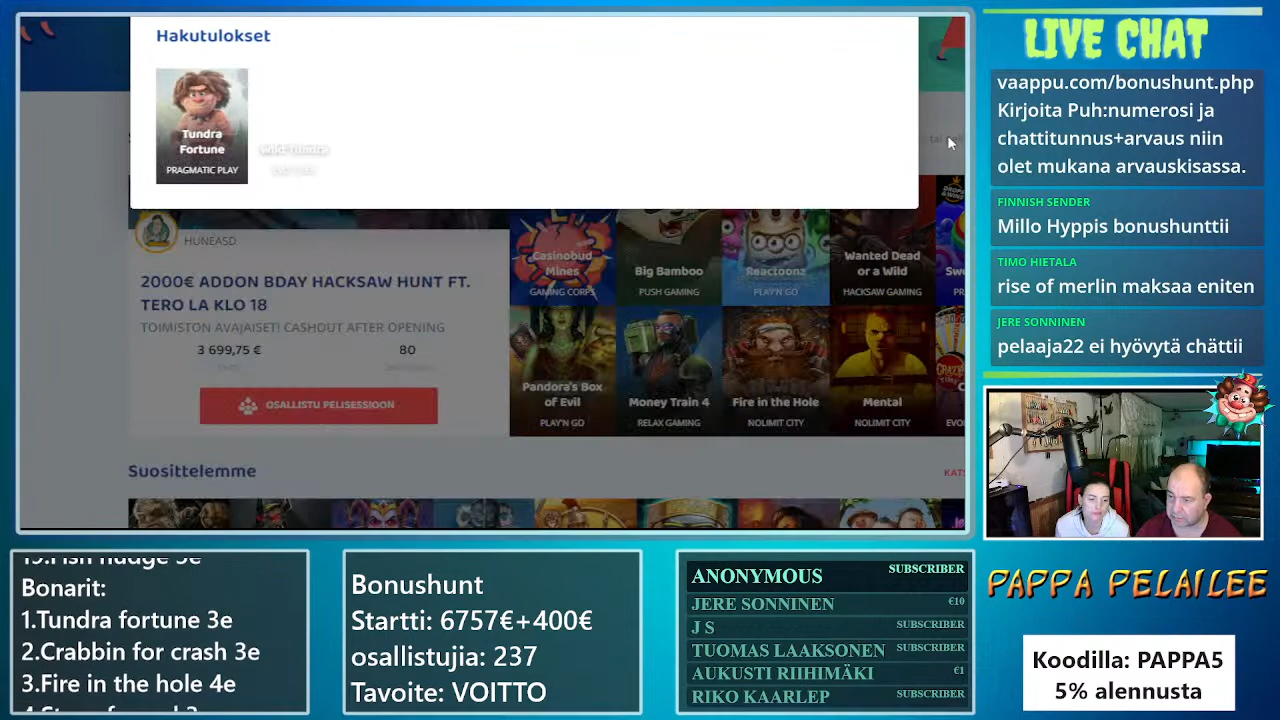 Hakutulokset
Tundra
Fortune
PRAGMATIC PLAY
Wild Tundra
HUNEASD
2000€ ADDON BDAY HACKSAW HUNT FT.
TERO LA KLO 18
TOIMISTON AVAJAISET! CASHOUT AFTER OPENING
3 699,75 €
80
OSALLISTU PELISESSIOON
Casinobud
Mines
GAMING CORPS
Big Bamboo
PUSH GAMING
Reactoonz
PLAY'N GO
Wanted Dead
or a Wild
HACKSAW GAMING
Pandora's Box
of Evil
PLAY'N GO
Money Train 4
RELAX GAMING
Fire in the Hole
NOLIMIT CITY
Mental
NOLIMIT CITY
Suosittelemme
LIVE CHAT
vaappu.com/bonushunt.php
Kirjoita Puh:numerosi ja
chattitunnus+arvaus niin
olet mukana arvauskisassa.
FINNISH SENDER
Millo Hyppis bonushunttii
TIMO HIETALA
rise of merlin maksaa eniten
JERE SONNINEN
pelaaja22 ei hyövytä chättii
PAPPA PELAILEE
Koodilla: PAPPA5
5% alennusta
Bonarit:
1.Tundra fortune 3e
2.Crabbin for crash 3e
3.Fire in the hole 4e
Bonushunt
Startti: 6757€+400€
osallistujia: 237
Tavoite: VOITTO
ANONYMOUS SUBSCRIBER
JERE SONNINEN €10
J S SUBSCRIBER
TUOMAS LAAKSONEN SUBSCRIBER
AUKUSTI RIIHIMÄKI €1
RIKO KAARLEP SUBSCRIBER